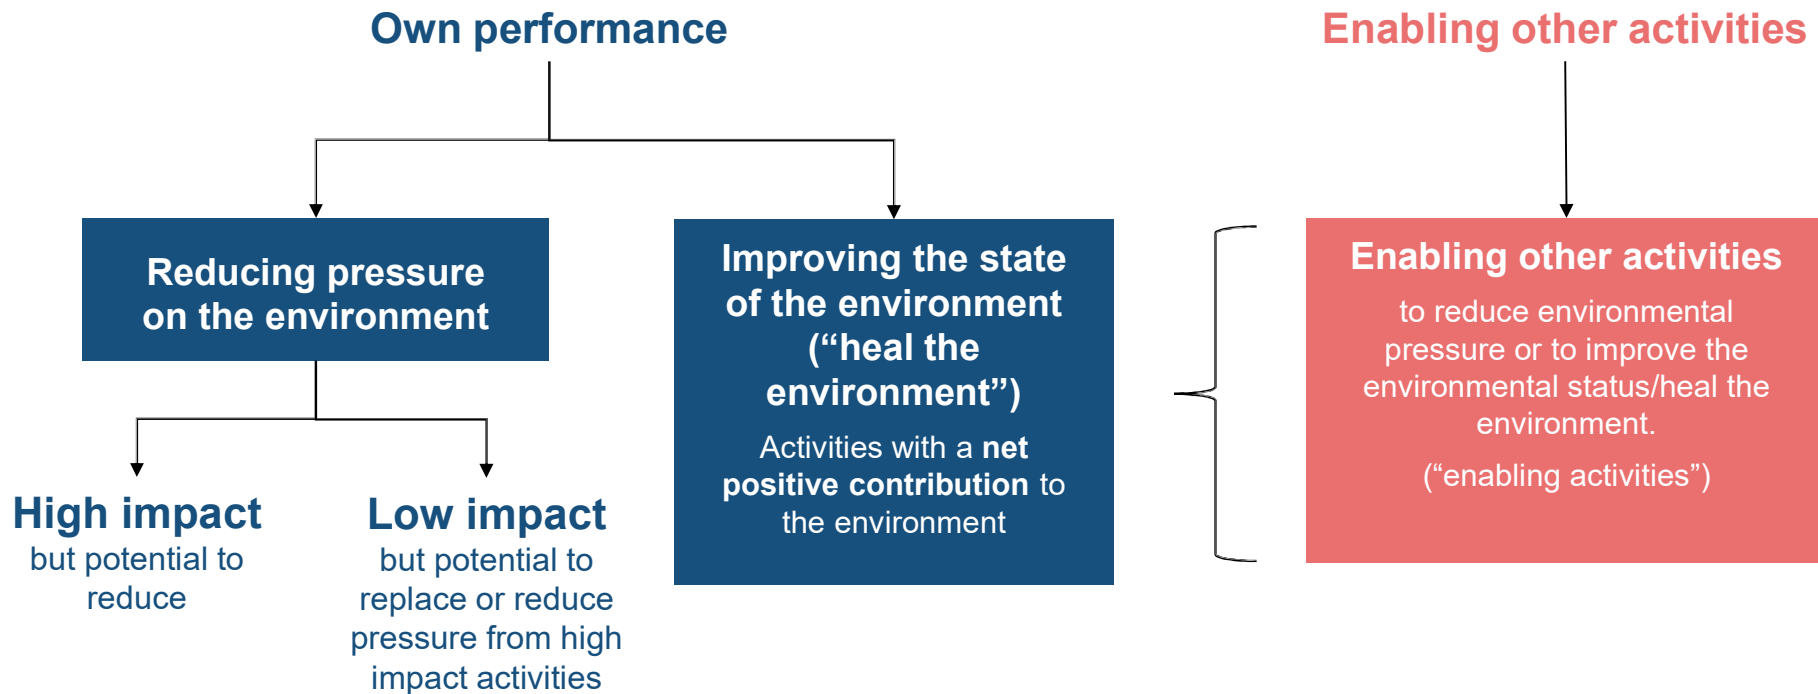 Own performance
Enabling other activities
Reducing pressure
on the environment
High impact
but potential to
reduce
Low impact
but potential to
replace or reduce
pressure from high
impact activities
Improving the state
of the environment
(“heal the
environment”)
Activities with a net
positive contribution to
the environment
Enabling other activities
to reduce environmental
pressure or to improve the
environmental status/heal the
environment.
(“enabling activities”)